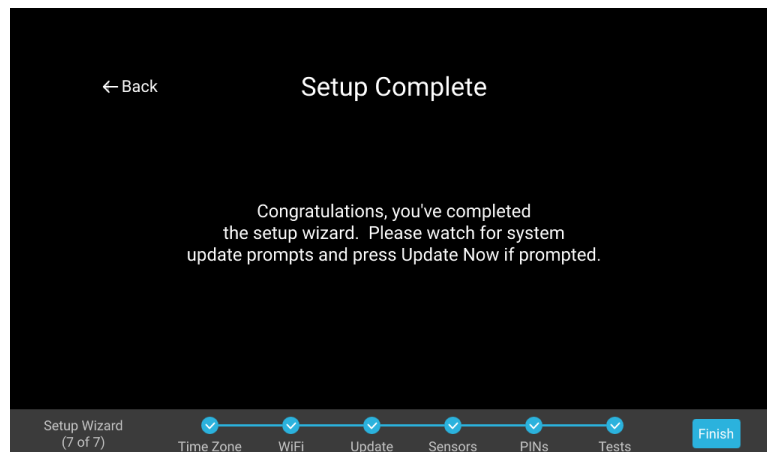 ← Back
Setup Complete
Congratulations, you've completed
the setup wizard. Please watch for system
update prompts and press Update Now if prompted.
Setup Wizard
(7 of 7)
Time Zone
WiFi
Update
Sensors
PINs
Tests
Finish